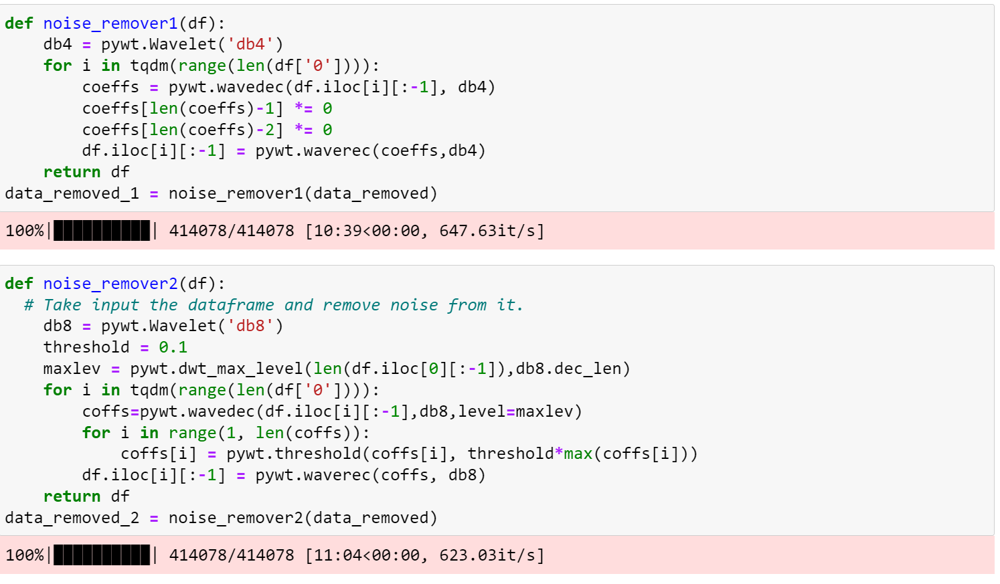 def noise_remover1(df):
    db4 = pywt.Wavelet('db4')
    for i in tqdm(range(len(df['0']))):
        coeffs = pywt.wavedec(df.iloc[i][:-1], db4)
        coeffs[len(coeffs)-1] *= 0
        coeffs[len(coeffs)-2] *= 0
        df.iloc[i][:-1] = pywt.waverec(coeffs,db4)
    return df
data_removed_1 = noise_remover1(data_removed)
100%|██████████| 414078/414078 [10:39<00:00, 647.63it/s]
def noise_remover2(df):
  # Take input the dataframe and remove noise from it.
    db8 = pywt.Wavelet('db8')
    threshold = 0.1
    maxlev = pywt.dwt_max_level(len(df.iloc[0][:-1]),db8.dec_len)
    for i in tqdm(range(len(df['0']))):
        coffs=pywt.wavedec(df.iloc[i][:-1],db8,level=maxlev)
        for i in range(1, len(coffs)):
            coffs[i] = pywt.threshold(coffs[i], threshold*max(coffs[i]))
        df.iloc[i][:-1] = pywt.waverec(coffs, db8)
    return df
data_removed_2 = noise_remover2(data_removed)
100%|██████████| 414078/414078 [11:04<00:00, 623.03it/s]